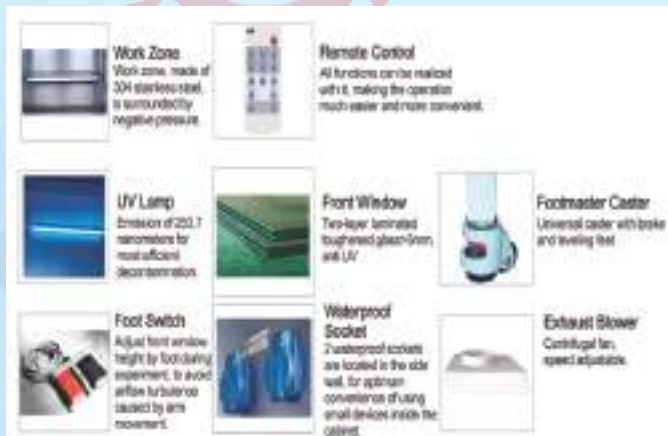 Work Zone
Work zone, made of
304 stainless steel,
is surrounded by
negative pressure.
Remote Control
All functions can be realized
with it, making the operation
much easier and more convenient.
UV Lamp
Emission of 253.7
nanometers for
most efficient
decontamination.
Front Window
Two-layer laminated
toughened glass
anti UV
Footmaster Caster
Universal caster with brake
and leveling feet
Foot Switch
Adjust front window
height by foot during
experiment, to avoid
airflow turbulence
caused by arm
movement.
Waterproof
Socket
2 waterproof sockets
are located in the side
wall, for optimum
convenience of using
small devices inside the
cabinet.
Exhaust Blower
Centrifugal fan,
speed adjustable.